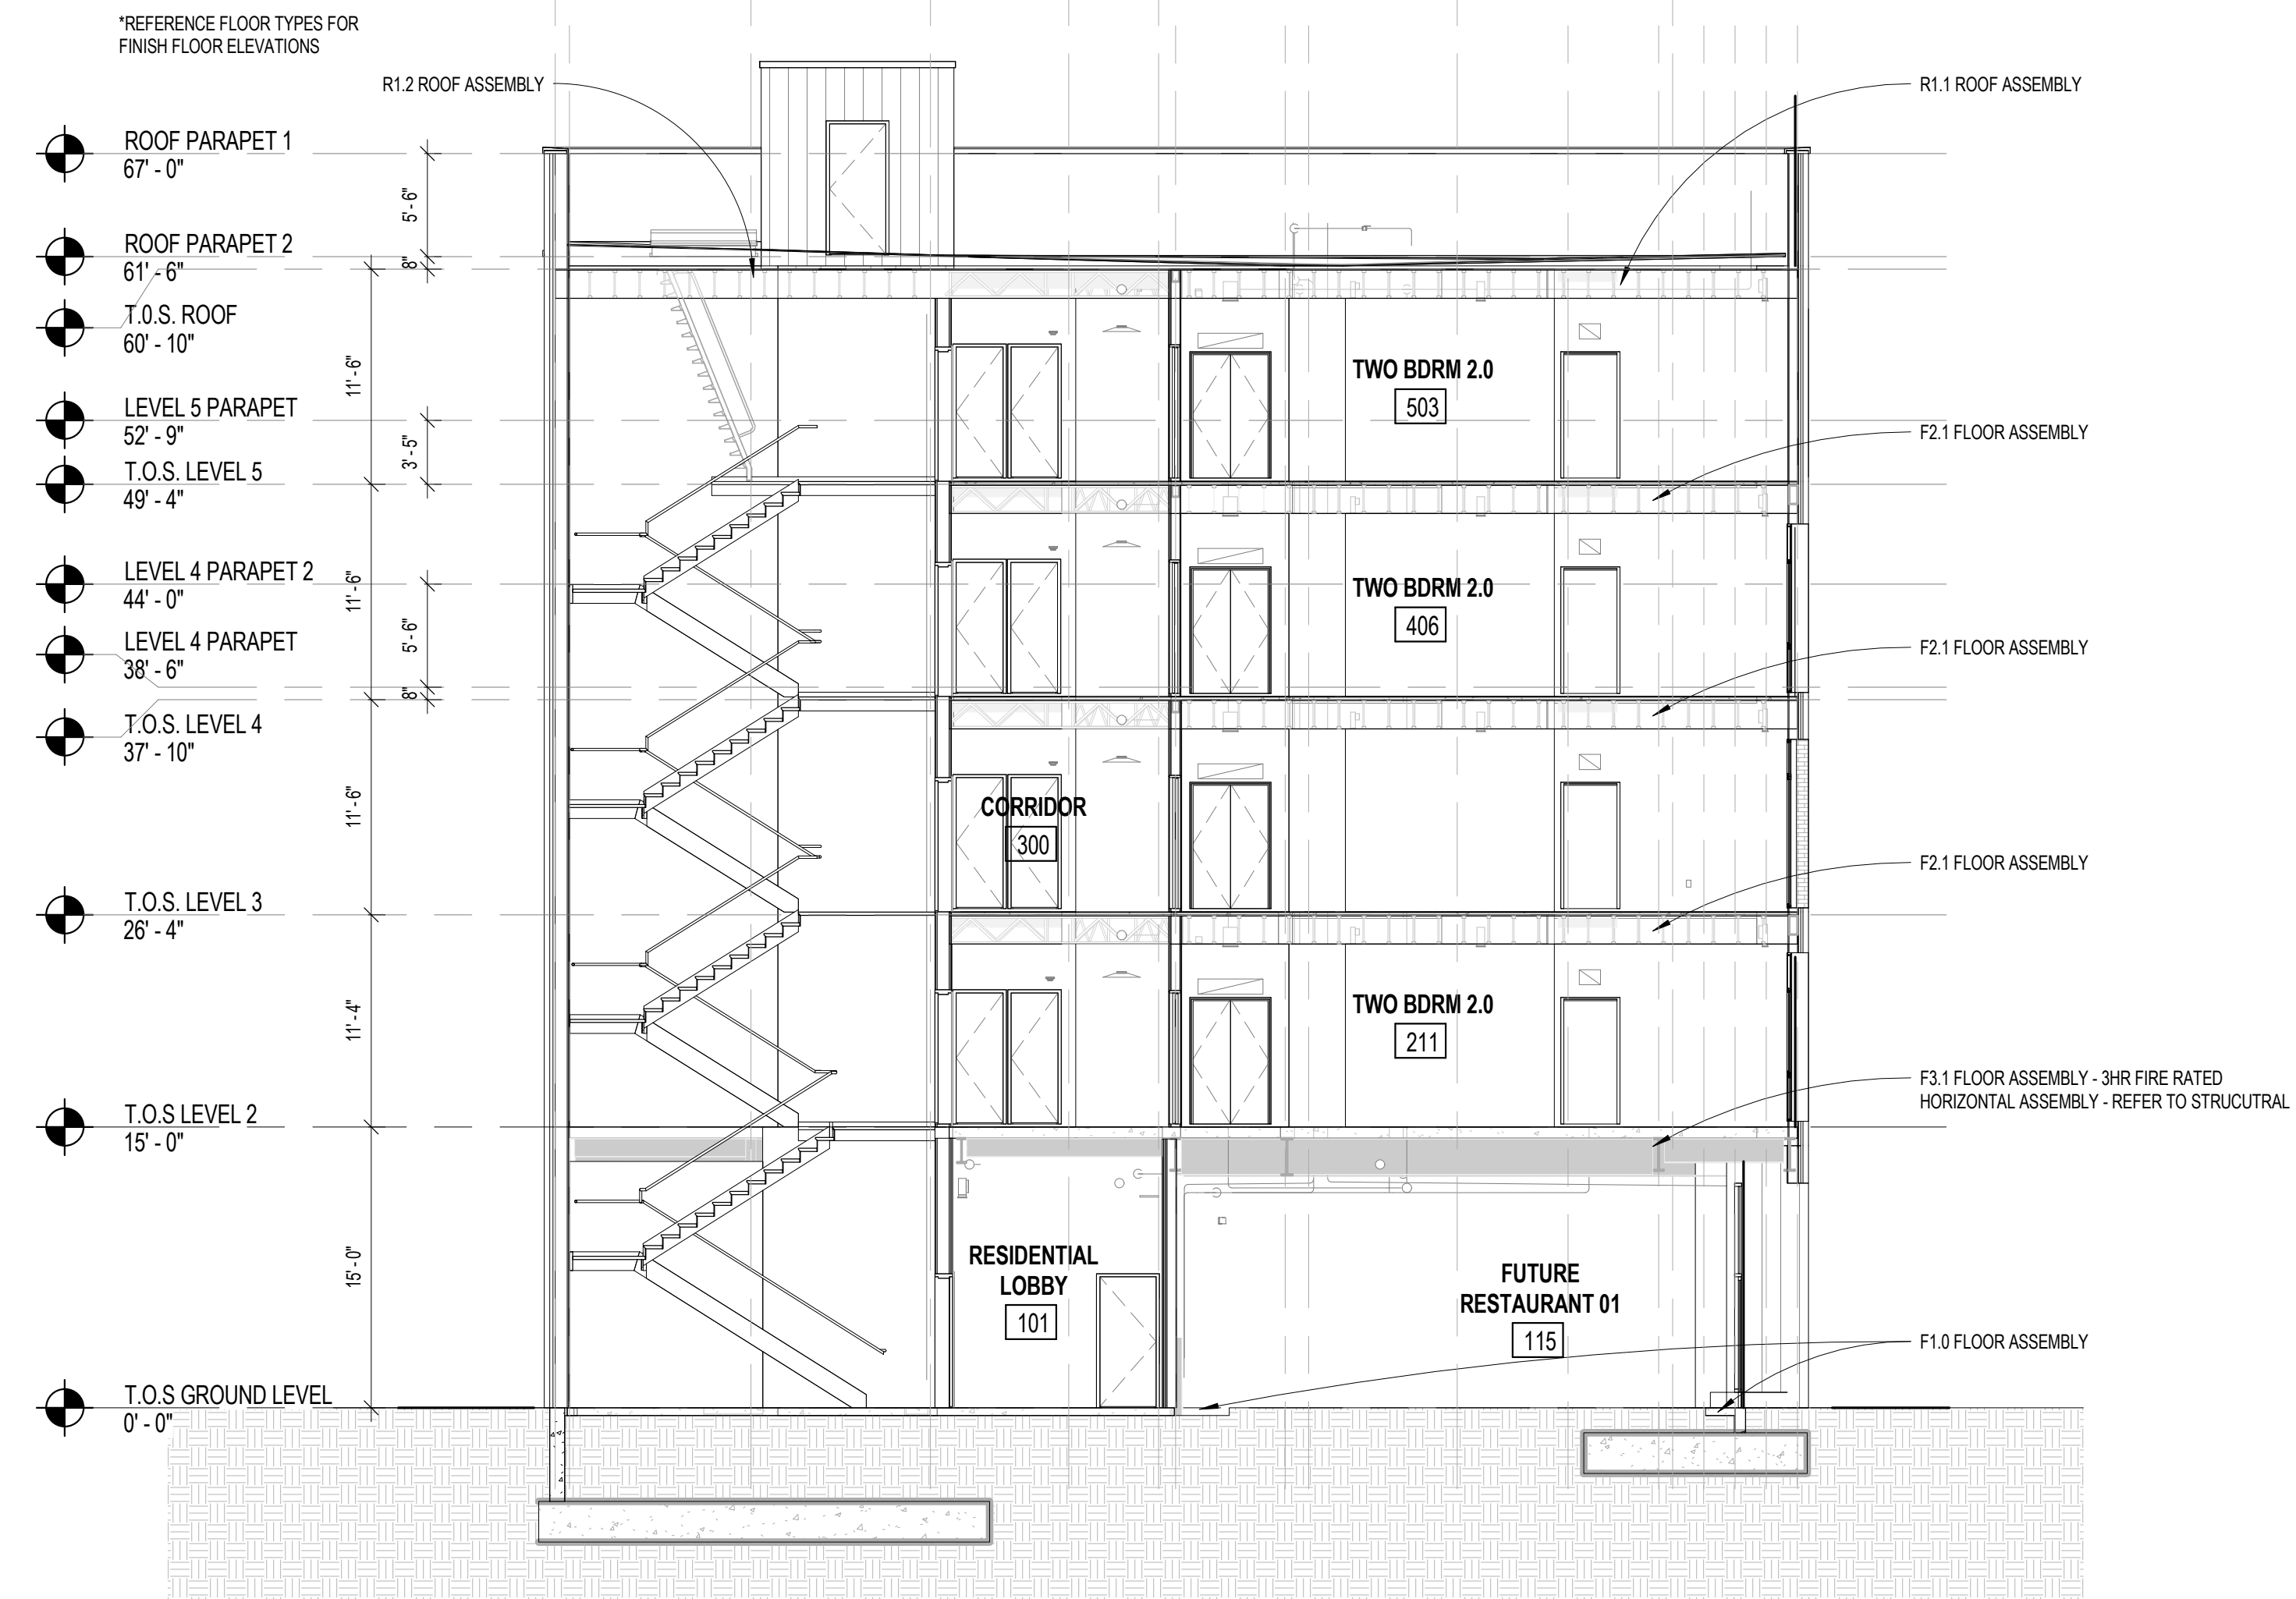 *REFERENCE FLOOR TYPES FOR
FINISH FLOOR ELEVATIONS
R1.2 ROOF ASSEMBLY
R1.1 ROOF ASSEMBLY
ROOF PARAPET 1
67' - 0"
5' - 6"
ROOF PARAPET 2
61' - 6"
8"
T.0.S. ROOF
60' - 10"
11' - 6"
TWO BDRM 2.0
503
LEVEL 5 PARAPET
52' - 9"
3' - 5"
F2.1 FLOOR ASSEMBLY
T.O.S. LEVEL 5
49' - 4"
LEVEL 4 PARAPET 2
44' - 0"
11' - 6"
TWO BDRM 2.0
406
5' - 6"
LEVEL 4 PARAPET
38' - 6"
F2.1 FLOOR ASSEMBLY
8"
T.O.S. LEVEL 4
37' - 10"
11' - 6"
CORRIDOR
300
F2.1 FLOOR ASSEMBLY
T.O.S. LEVEL 3
26' - 4"
11' - 4"
TWO BDRM 2.0
211
F3.1 FLOOR ASSEMBLY - 3HR FIRE RATED
HORIZONTAL ASSEMBLY - REFER TO STRUCUTRAL
T.O.S LEVEL 2
15' - 0"
15' - 0"
RESIDENTIAL
LOBBY
101
FUTURE
RESTAURANT 01
115
F1.0 FLOOR ASSEMBLY
T.O.S GROUND LEVEL
0' - 0"